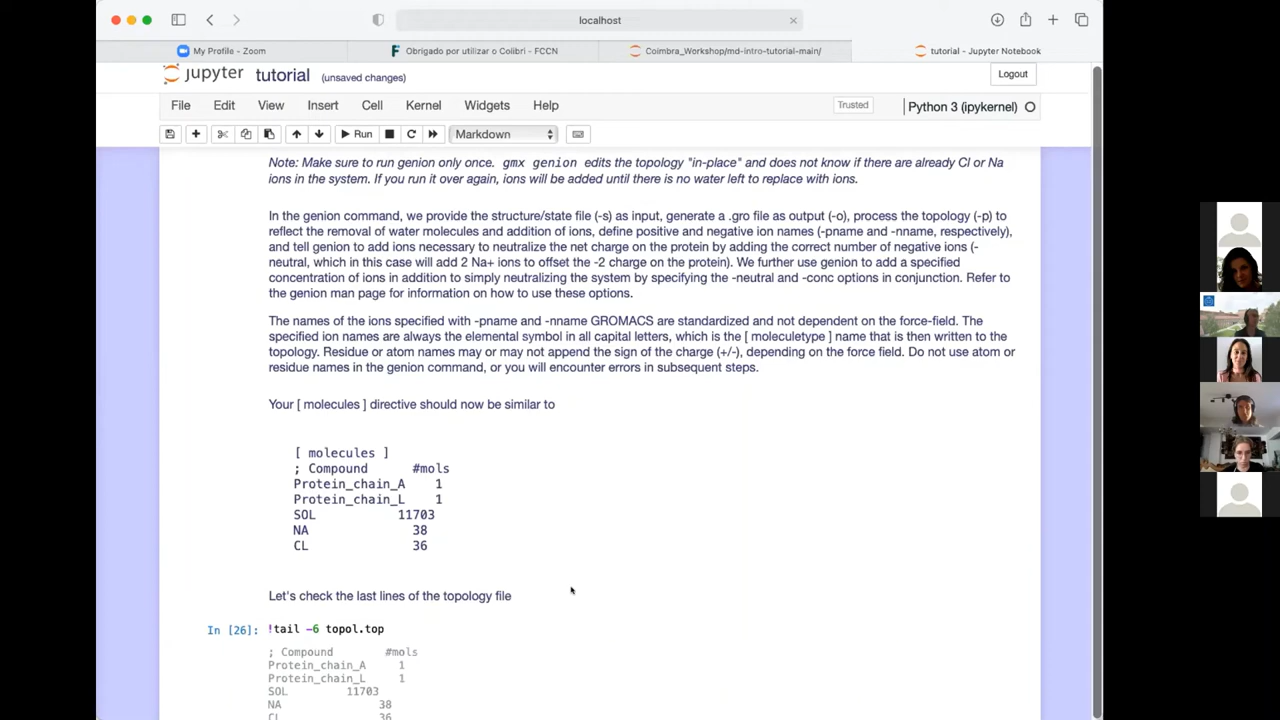 localhost
My Profile - Zoom
Obrigado por utilizar o Colibri - FCCN
Coimbra_Workshop/md-intro-tutorial-main/
tutorial - Jupyter Notebook
jupyter tutorial (unsaved changes)
Logout
File Edit View Insert Cell Kernel Widgets Help
Trusted
Python 3 (ipykernel)
Run
Markdown
Note: Make sure to run genion only once. gmx genion edits the topology "in-place" and does not know if there are already Cl or Na
ions in the system. If you run it over again, ions will be added until there is no water left to replace with ions.
In the genion command, we provide the structure/state file (-s) as input, generate a .gro file as output (-o), process the topology (-p) to
reflect the removal of water molecules and addition of ions, define positive and negative ion names (-pname and -nname, respectively),
and tell genion to add ions necessary to neutralize the net charge on the protein by adding the correct number of negative ions (-
neutral, which in this case will add 2 Na+ ions to offset the -2 charge on the protein). We further use genion to add a specified
concentration of ions in addition to simply neutralizing the system by specifying the -neutral and -conc options in conjunction. Refer to
the genion man page for information on how to use these options.
The names of the ions specified with -pname and -nname GROMACS are standardized and not dependent on the force-field. The
specified ion names are always the elemental symbol in all capital letters, which is the [ moleculetype ] name that is then written to the
topology. Residue or atom names may or may not append the sign of the charge (+/-), depending on the force field. Do not use atom or
residue names in the genion command, or you will encounter errors in subsequent steps.
Your [ molecules ] directive should now be similar to
[ molecules ]
; Compound #mols
Protein_chain_A 1
Protein_chain_L 1
SOL 11703
NA 38
CL 36
Let's check the last lines of the topology file
In [26]: !tail -6 topol.top
; Compound #mols
Protein_chain_A 1
Protein_chain_L 1
SOL 11703
NA 38
CL 36